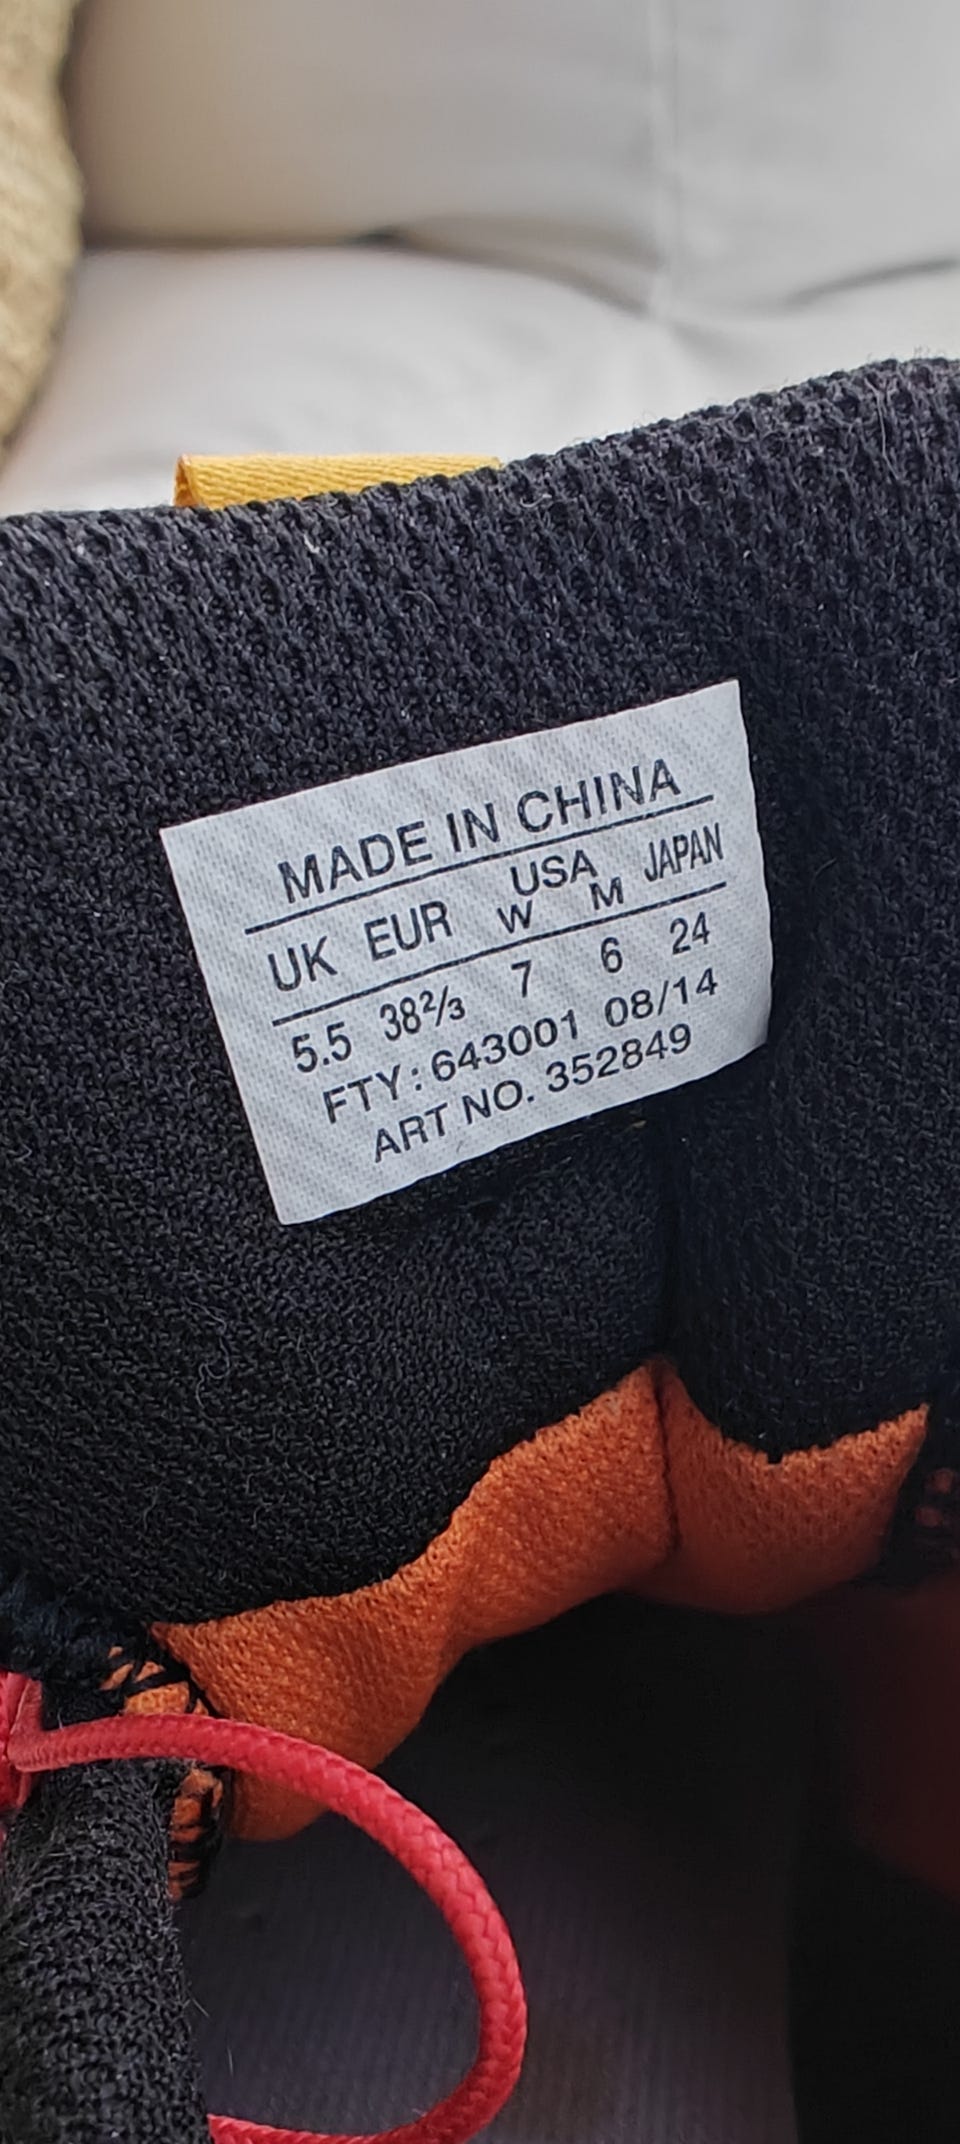 MADE IN CHINA
UK EUR USA JAPAN
W M
5.5 38⅔ 7 6 24
FTY: 643001 08/14
ART NO. 352849